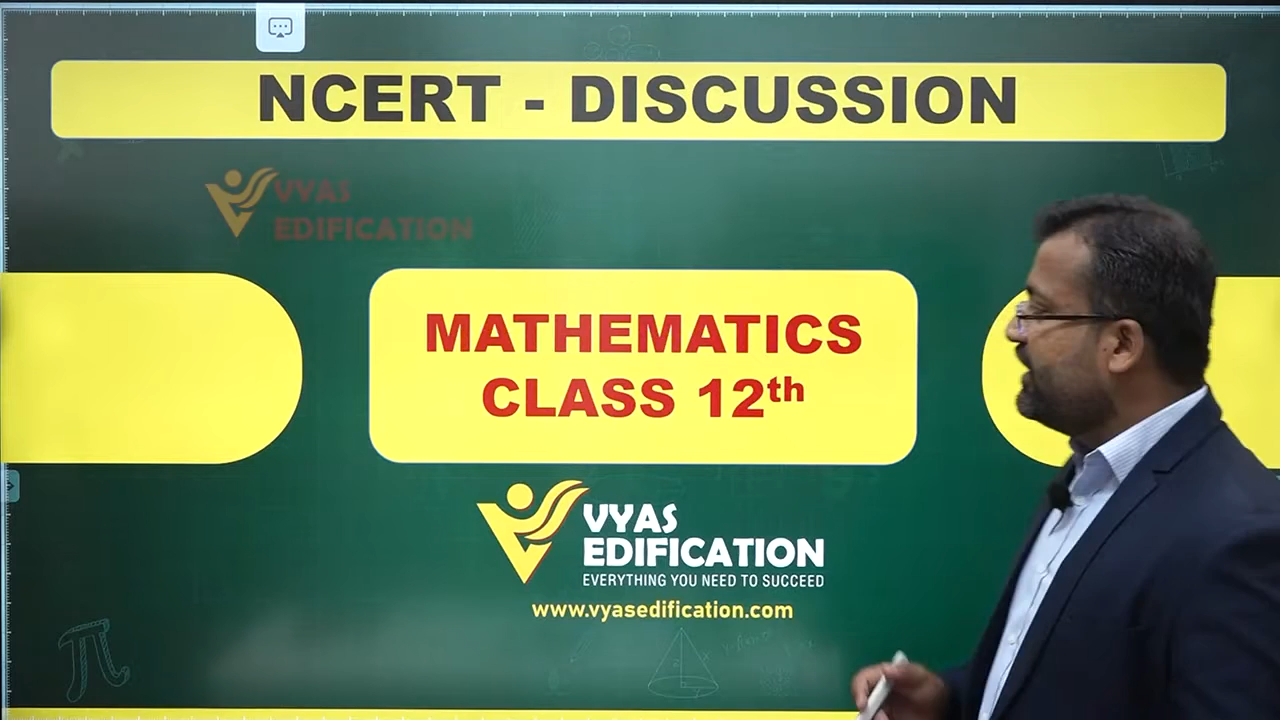 NCERT - DISCUSSION
VYAS
EDIFICATION
MATHEMATICS
CLASS 12th
VYAS
EDIFICATION
EVERYTHING YOU NEED TO SUCCEED
www.vyasedification.com